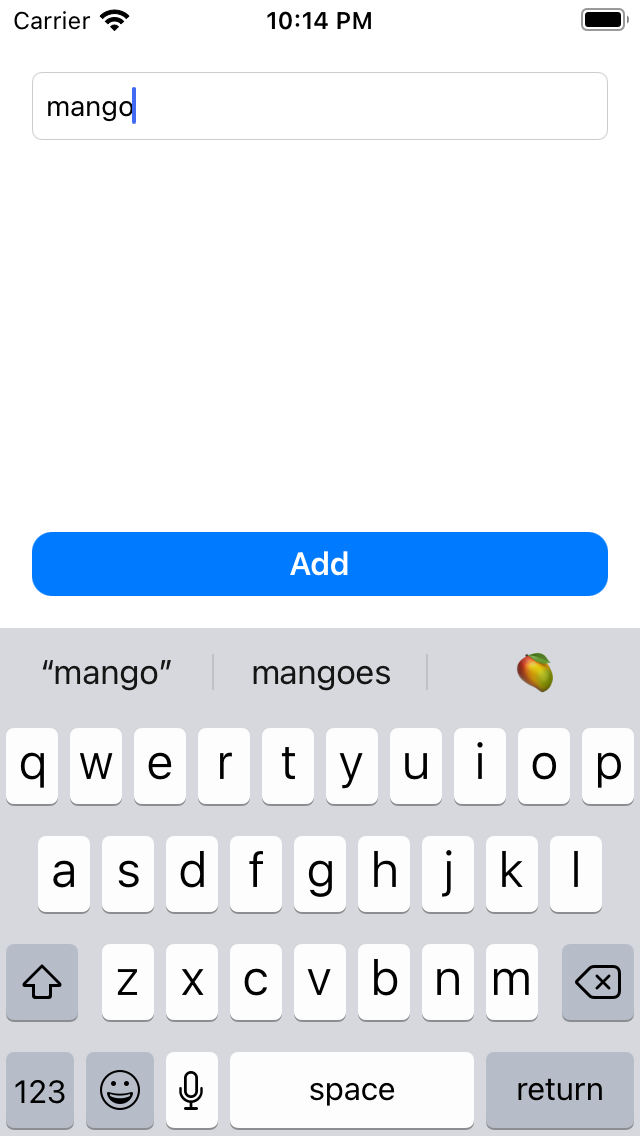 Carrier 10:14 PM
mango
Add
“mango” mangoes
q w e r t y u i o p
a s d f g h j k l
z x c v b n m
123 space return